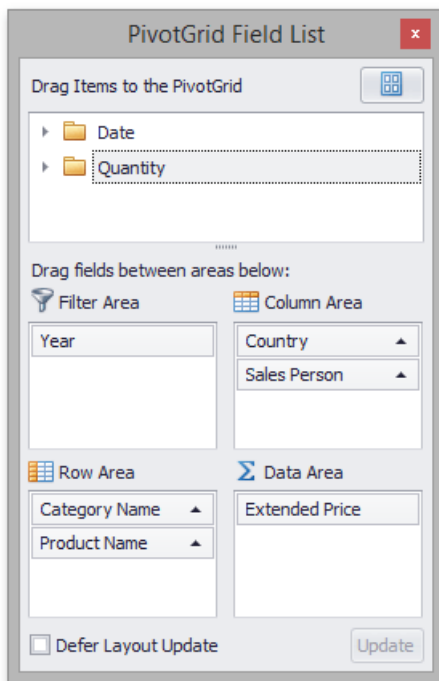 PivotGrid Field List
x
Drag Items to the PivotGrid
Date
Quantity
Drag fields between areas below:
Filter Area
Column Area
Year
Country
Sales Person
Row Area
Σ Data Area
Category Name
Product Name
Extended Price
Defer Layout Update
Update